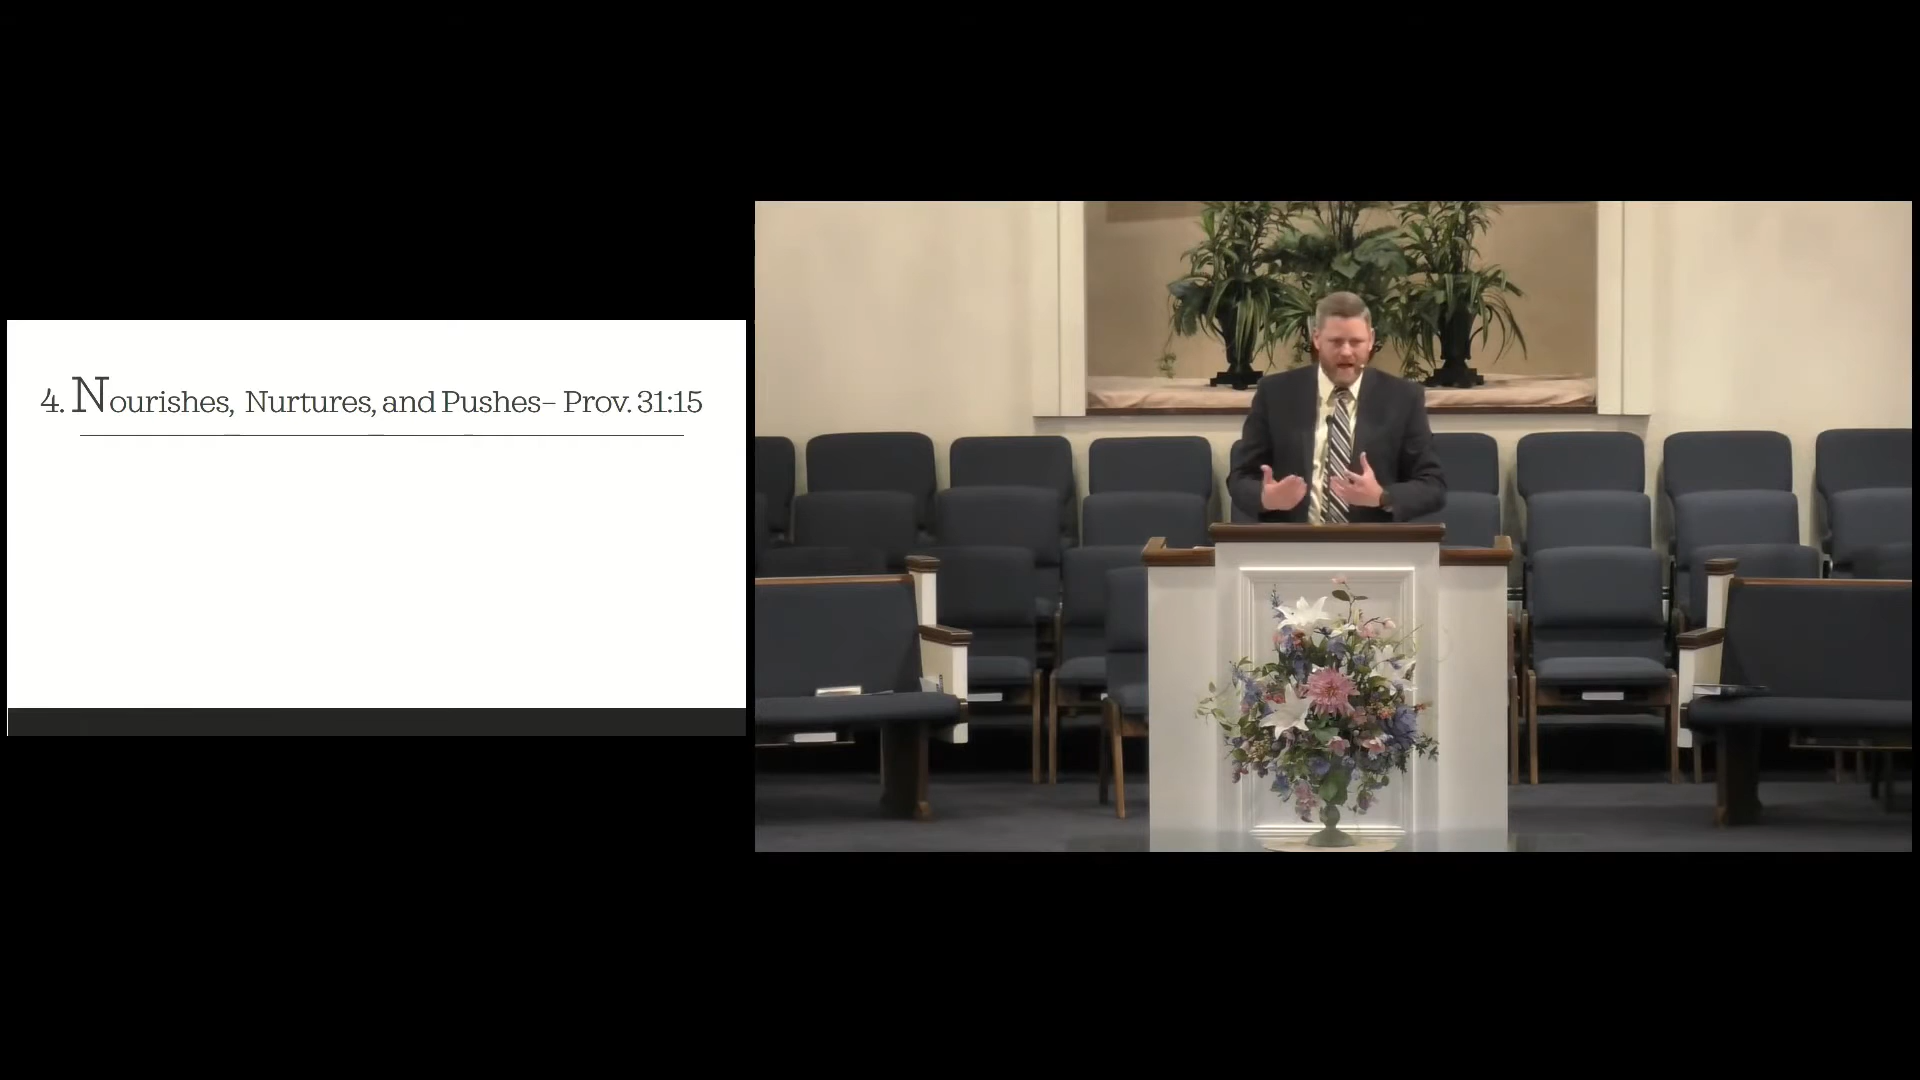 4. Nourishes, Nurtures, and Pushes– Prov. 31:15